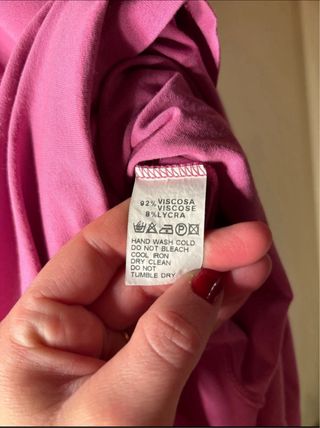 92% VISCOSA
VISCOSE
8% LYCRA
HAND WASH COLD
DO NOT BLEACH
COOL IRON
DRY CLEAN
DO NOT
TUMBLE DRY